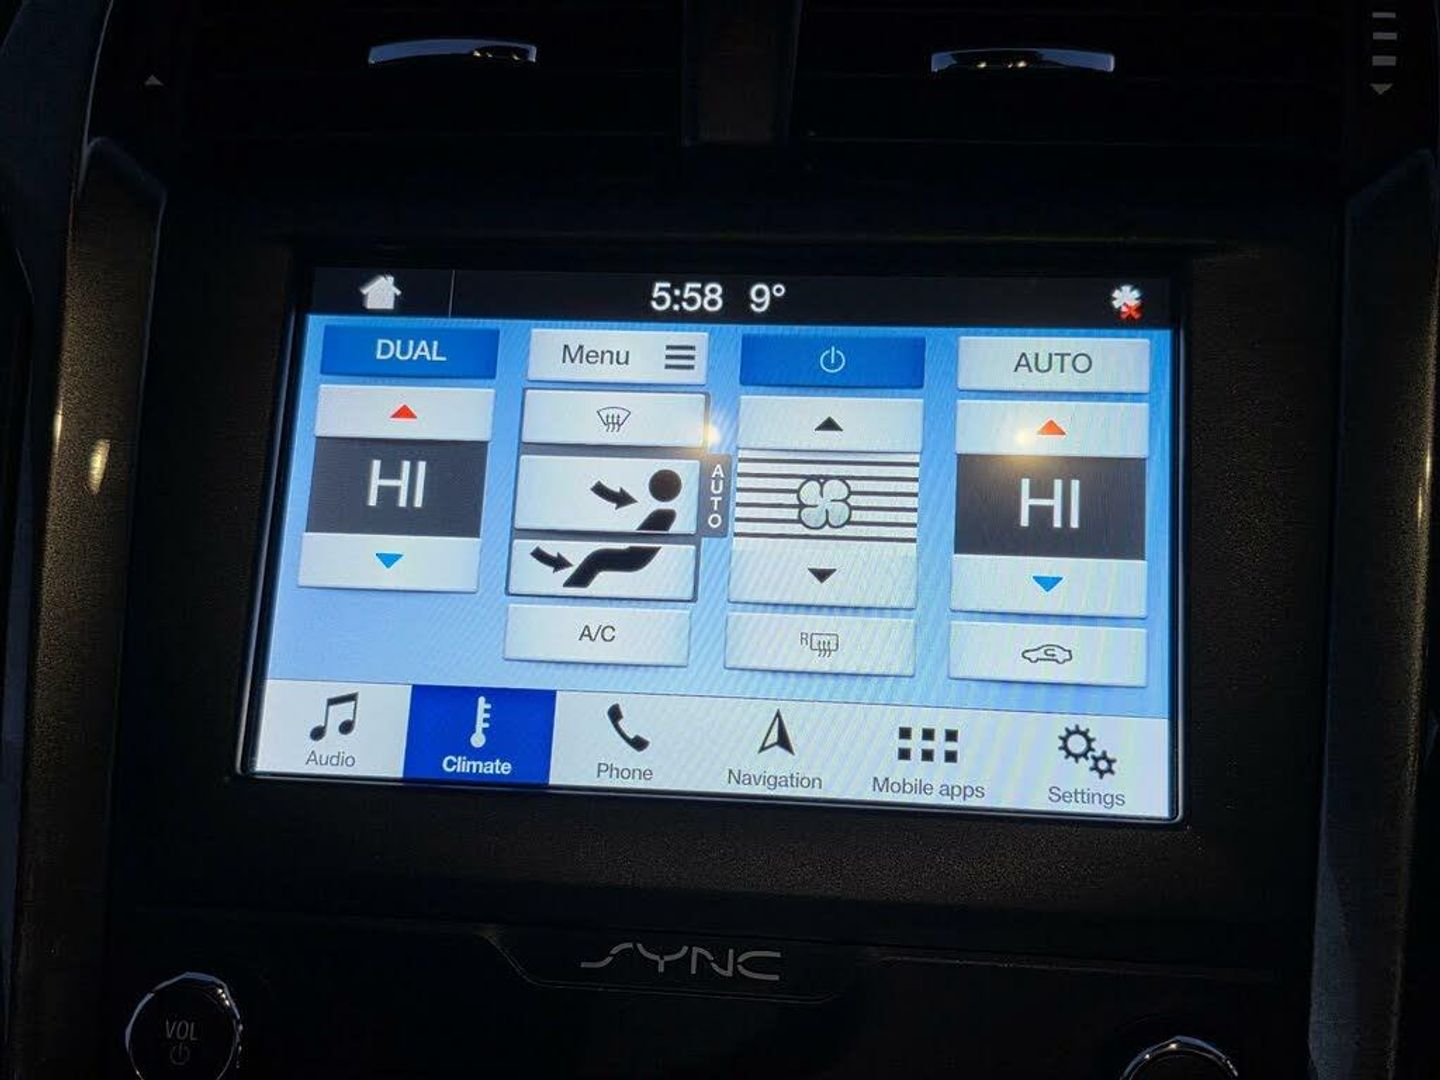 5:58 9°
DUAL
Menu
AUTO
HI
AUTO
HI
A/C
R
Audio
Climate
Phone
Navigation
Mobile apps
Settings
SYNC
VOL